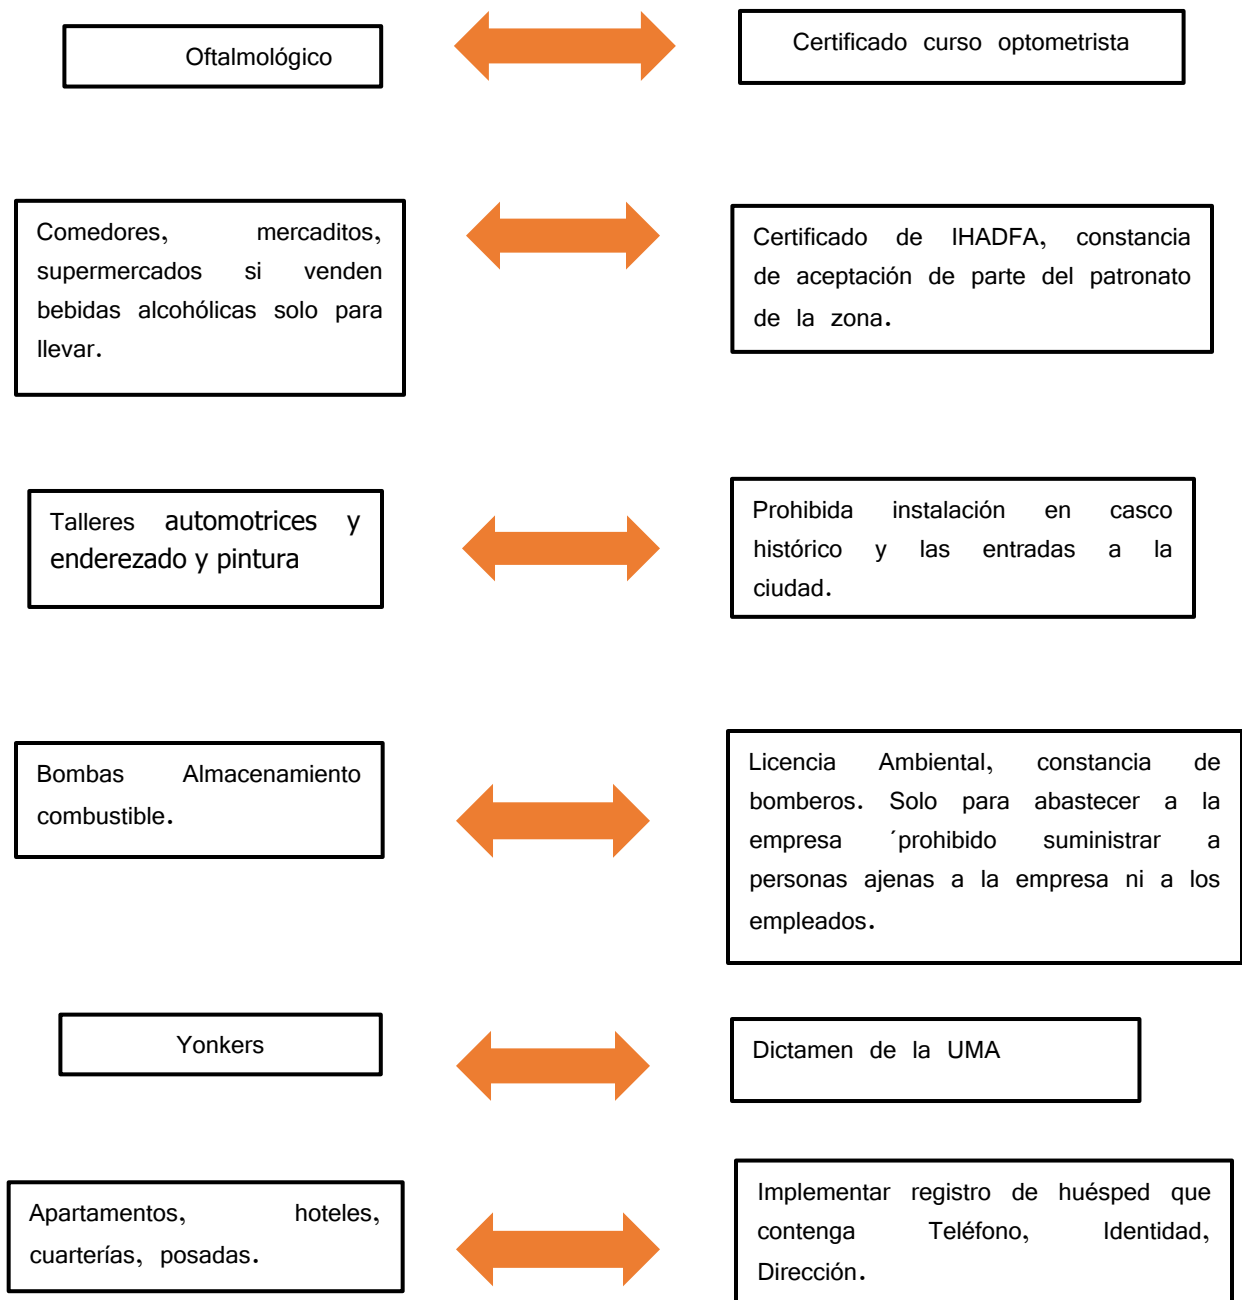 Oftalmológico
Certificado curso optometrista
Comedores, mercaditos,
supermercados si venden
bebidas alcohólicas solo para
llevar.
Certificado de IHADFA, constancia
de aceptación de parte del patronato
de la zona.
Talleres automotrices y
enderezado y pintura
Prohibida instalación en casco
histórico y las entradas a la
ciudad.
Bombas Almacenamiento
combustible.
Licencia Ambiental, constancia de
bomberos. Solo para abastecer a la
empresa ´prohibido suministrar a
personas ajenas a la empresa ni a los
empleados.
Yonkers
Dictamen de la UMA
Apartamentos, hoteles,
cuarterías, posadas.
Implementar registro de huésped que
contenga Teléfono, Identidad,
Dirección.